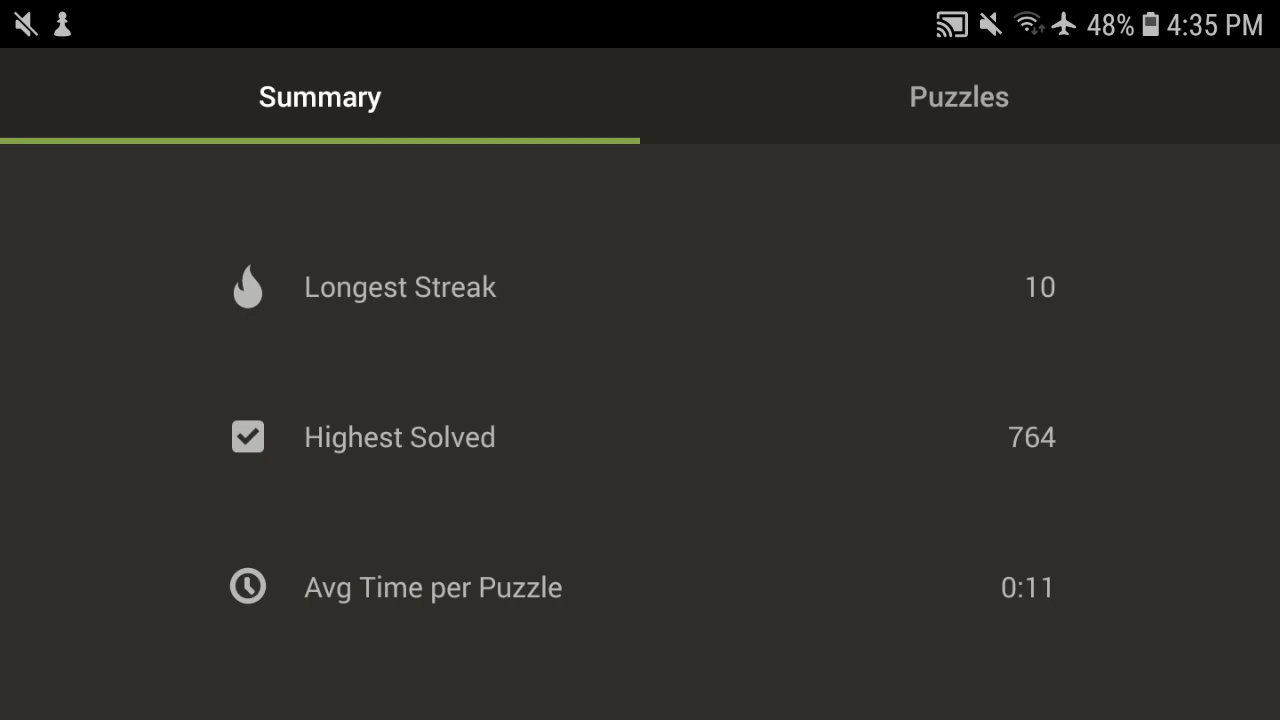 48% 4:35 PM
Summary Puzzles
Longest Streak 10
Highest Solved 764
Avg Time per Puzzle 0:11